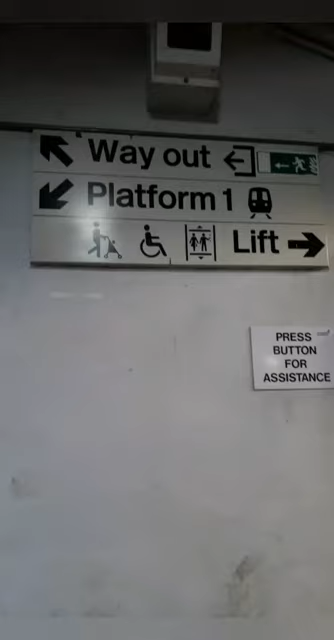 Way out
Platform 1
Lift
PRESS
BUTTON
FOR
ASSISTANCE